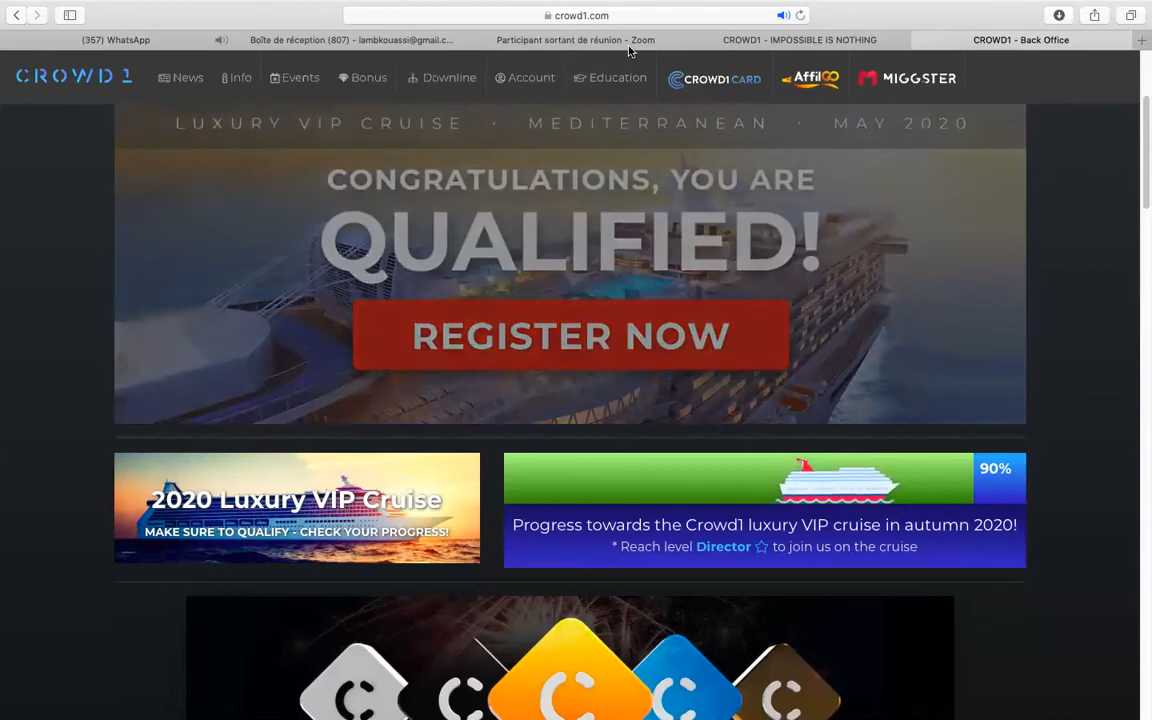 crowd1.com
(357) WhatsApp
Boîte de réception (807) - lambkouassi@gmail.c...
Participant sortant de réunion - Zoom
CROWD1 - IMPOSSIBLE IS NOTHING
CROWD1 - Back Office
CROWD1
News
Info
Events
Bonus
Downline
Account
Education
CROWD1CARD
AffilGO
MIGGSTER
LUXURY VIP CRUISE · MEDITERRANEAN · MAY 2020
CONGRATULATIONS, YOU ARE
QUALIFIED!
REGISTER NOW
2020 Luxury VIP Cruise
MAKE SURE TO QUALIFY - CHECK YOUR PROGRESS!
90%
Progress towards the Crowd1 luxury VIP cruise in autumn 2020!
* Reach level Director to join us on the cruise